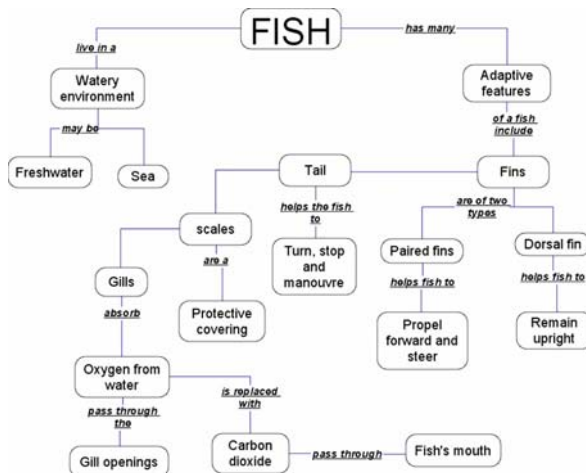 FISH
live in a
has many
Watery
environment
Adaptive
features
may be
of a fish
include
Freshwater
Sea
Tail
Fins
helps the fish
to
are of two
types
scales
Turn, stop
and
manouvre
Paired fins
Dorsal fin
are a
helps fish to
helps fish to
Gills
absorb
Protective
covering
Propel
forward and
steer
Remain
upright
Oxygen from
water
is replaced
with
pass through
the
Gill openings
Carbon
dioxide
pass through
Fish's mouth